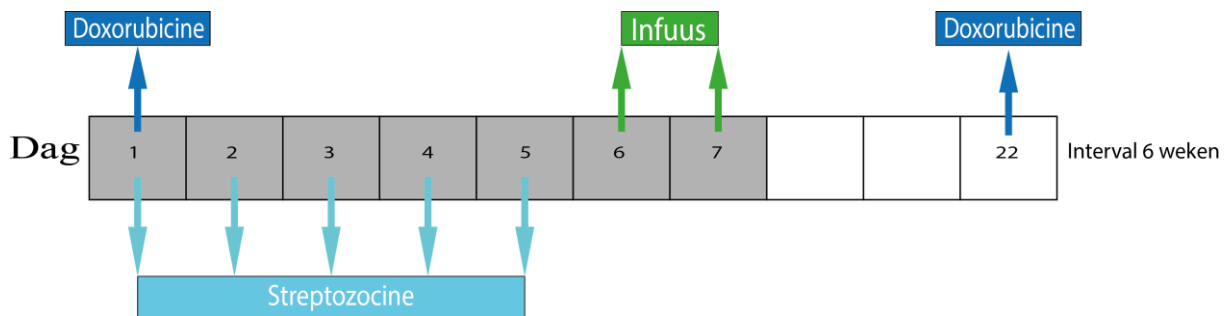 Doxorubicine Infuus Doxorubicine
Dag 1 2 3 4 5 6 7 22 Interval 6 weken
Streptozocine